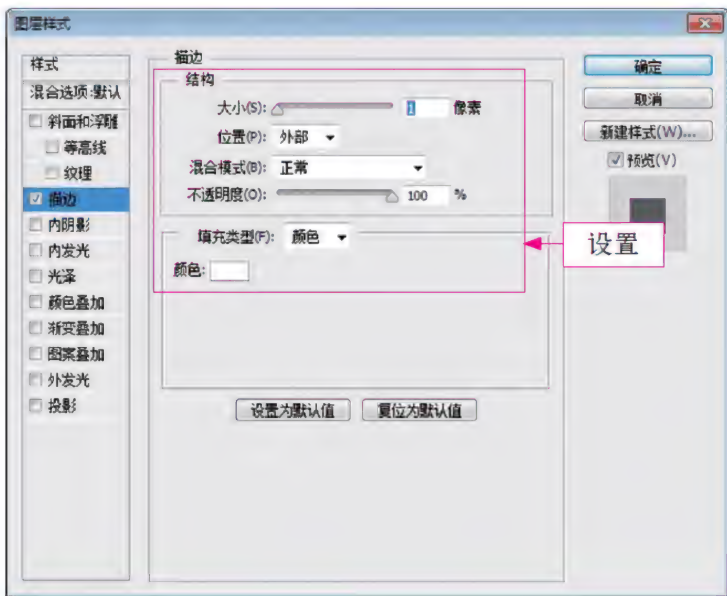 图层样式
样式
混合选项:默认
斜面和浮雕
等高线
纹理
描边
内阴影
内发光
光泽
颜色叠加
渐变叠加
图案叠加
外发光
投影
描边
结构
大小(S): 1 像素
位置(P): 外部
混合模式(B): 正常
不透明度(O): 100 %
填充类型(F): 颜色
颜色:
设置为默认值 复位为默认值
确定
取消
新建样式(W)...
预览(V)
设置